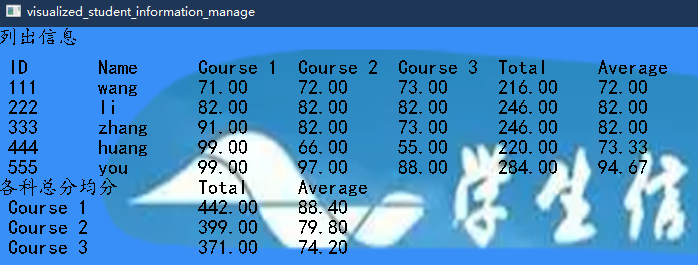 visualized_student_information_manage
列出信息
ID Name Course 1 Course 2 Course 3 Total Average
111 wang 71.00 72.00 73.00 216.00 72.00
222 li 82.00 82.00 82.00 246.00 82.00
333 zhang 91.00 82.00 73.00 246.00 82.00
444 huang 99.00 66.00 55.00 220.00 73.33
555 you 99.00 97.00 88.00 284.00 94.67
各科总分均分 Total Average
Course 1 442.00 88.40
Course 2 399.00 79.80
Course 3 371.00 74.20
学生信